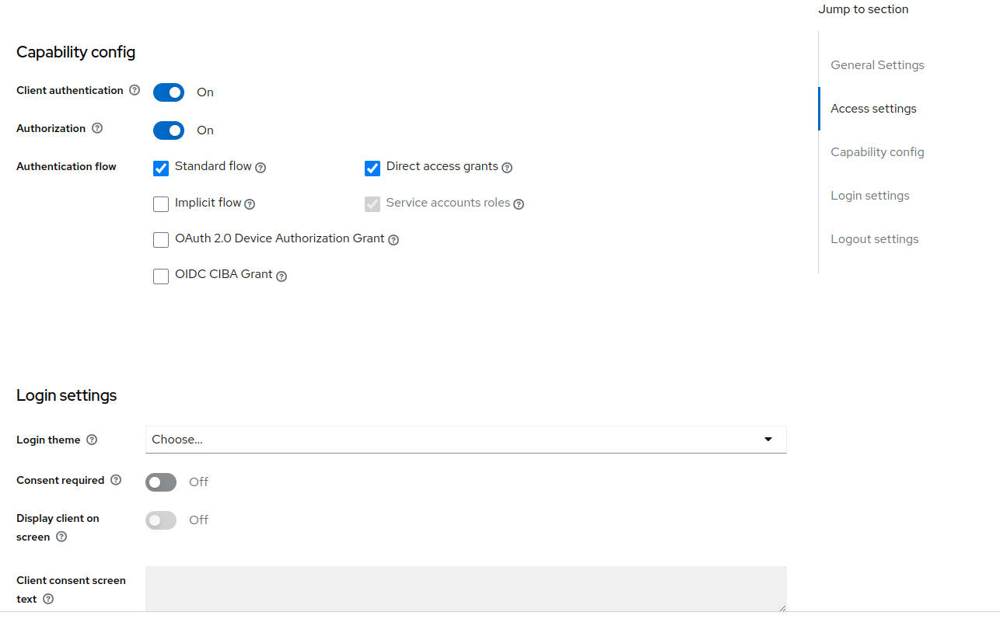 Jump to section
General Settings
Access settings
Capability config
Login settings
Logout settings
Capability config
Client authentication
On
Authorization
On
Authentication flow
Standard flow
Direct access grants
Implicit flow
Service accounts roles
OAuth 2.0 Device Authorization Grant
OIDC CIBA Grant
Login settings
Login theme
Choose...
Consent required
Off
Display client on
screen
Off
Client consent screen
text